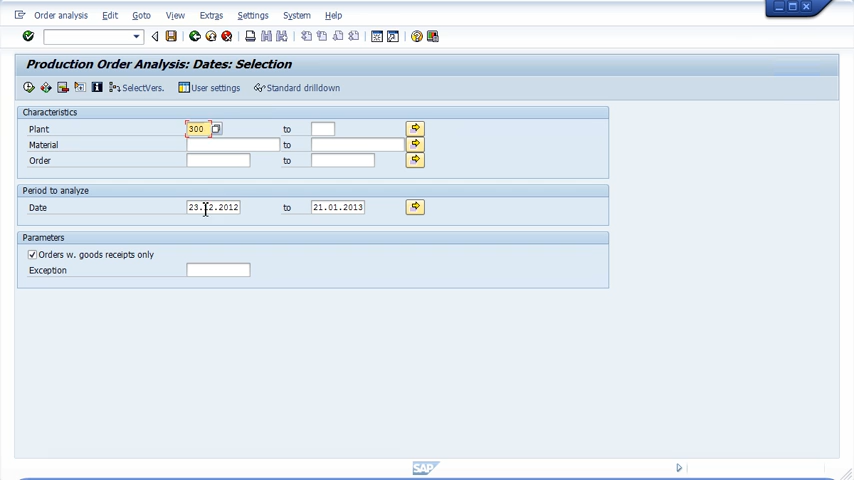 Order analysis Edit Goto View Extras Settings System Help
Production Order Analysis: Dates: Selection
SelectVers. User settings Standard drilldown
Characteristics
Plant 300 to
Material to
Order to
Period to analyze
Date 23.12.2012 to 21.01.2013
Parameters
Orders w. goods receipts only
Exception
SAP